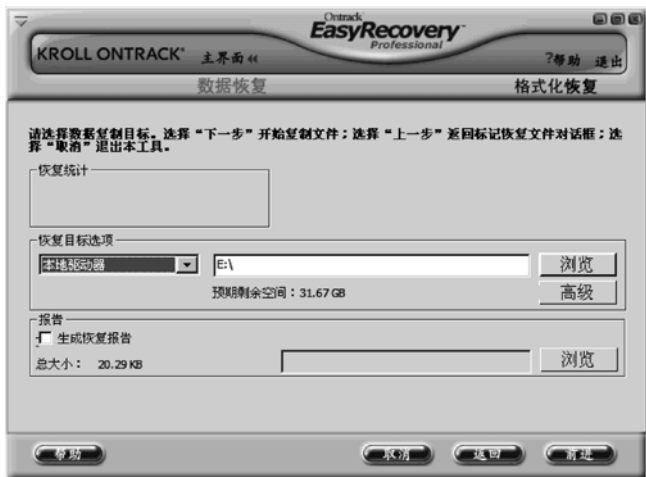 Ontrack
EasyRecovery
Professional
KROLL ONTRACK 主界面
?帮助 退出
数据恢复 格式化恢复
请选择数据复制目标。选择“下一步”开始复制文件；选择“上一步”返回标记恢复文件对话框；选
择“取消”退出本工具。
恢复统计
恢复目标选项
本地驱动器 E:\ 浏览
预期剩余空间：31.67 GB 高级
报告
生成恢复报告
总大小： 20.29 KB 浏览
帮助 取消 返回 前进